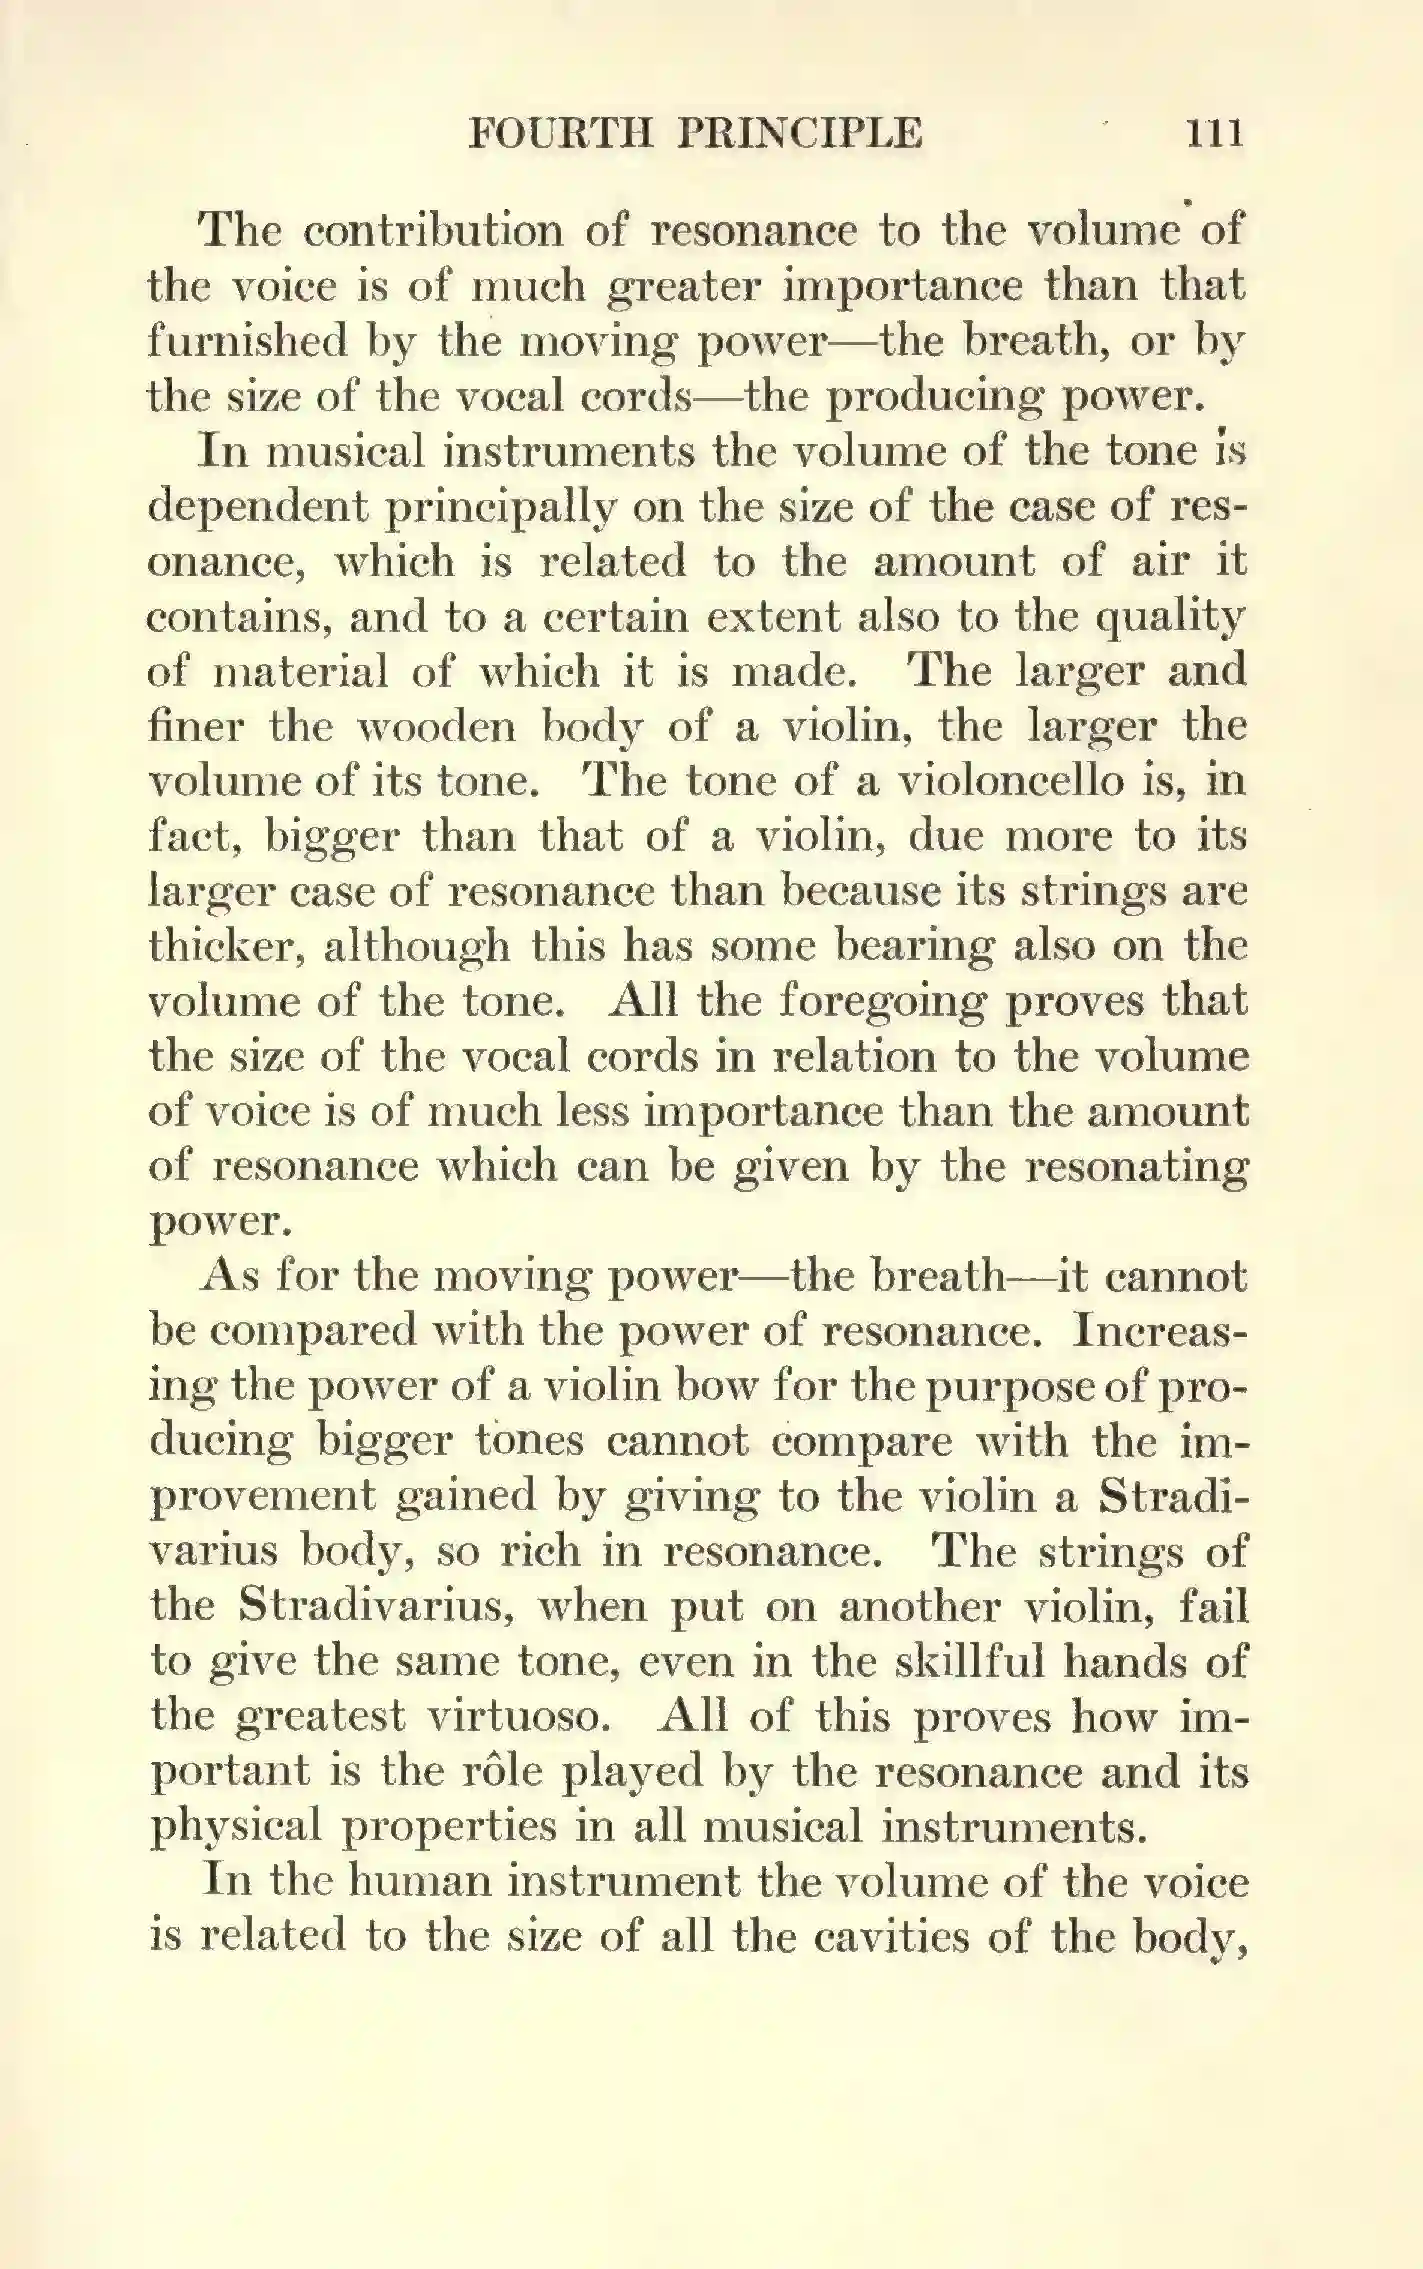 FOURTH PRINCIPLE 111
The contribution of resonance to the volume of
the voice is of much greater importance than that
furnished by the moving power—the breath, or by
the size of the vocal cords—the producing power.
In musical instruments the volume of the tone is
dependent principally on the size of the case of res-
onance, which is related to the amount of air it
contains, and to a certain extent also to the quality
of material of which it is made. The larger and
finer the wooden body of a violin, the larger the
volume of its tone. The tone of a violoncello is, in
fact, bigger than that of a violin, due more to its
larger case of resonance than because its strings are
thicker, although this has some bearing also on the
volume of the tone. All the foregoing proves that
the size of the vocal cords in relation to the volume
of voice is of much less importance than the amount
of resonance which can be given by the resonating
power.
As for the moving power—the breath—it cannot
be compared with the power of resonance. Increas-
ing the power of a violin bow for the purpose of pro-
ducing bigger tones cannot compare with the im-
provement gained by giving to the violin a Stradi-
varius body, so rich in resonance. The strings of
the Stradivarius, when put on another violin, fail
to give the same tone, even in the skillful hands of
the greatest virtuoso. All of this proves how im-
portant is the rôle played by the resonance and its
physical properties in all musical instruments.
In the human instrument the volume of the voice
is related to the size of all the cavities of the body,